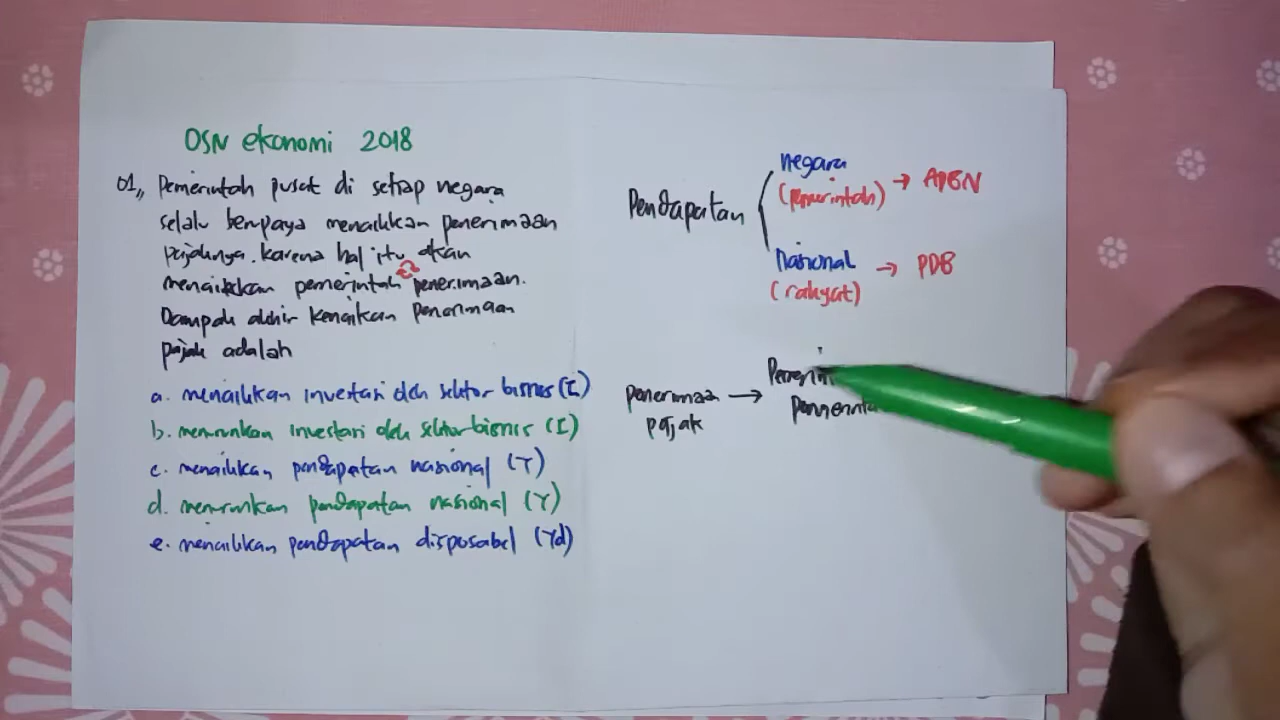 OSN ekonomi 2018
01,, Pemerintah pusat di setiap negara
selalu berupaya menaikkan penerimaan
pajaknya. karena hal itu akan
menaikkan pemerintah penerimaan.
Dampak akhir kenaikan penerimaan
pajak adalah
a. menaikkan investasi oleh sektor bisnis (I)
b. menurunkan investasi oleh sektor bisnis (I)
c. menaikkan pendapatan nasional (Y)
d. menurunkan pendapatan nasional (Y)
e. menaikkan pendapatan disposabel (Yd)
Pendapatan
negara
(pemerintah) → APBN
nasional → PDB
(rakyat)
penerimaan →
pajak